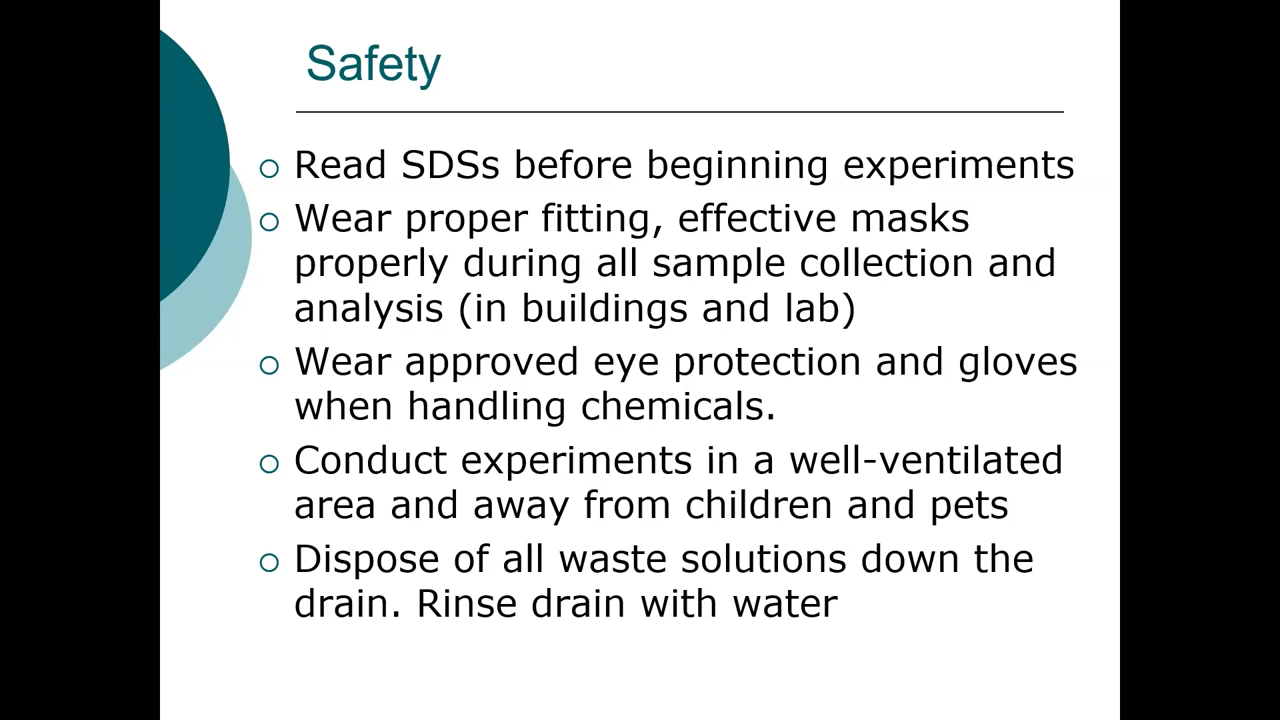 Safety
Read SDSs before beginning experiments
Wear proper fitting, effective masks
properly during all sample collection and
analysis (in buildings and lab)
Wear approved eye protection and gloves
when handling chemicals.
Conduct experiments in a well-ventilated
area and away from children and pets
Dispose of all waste solutions down the
drain. Rinse drain with water